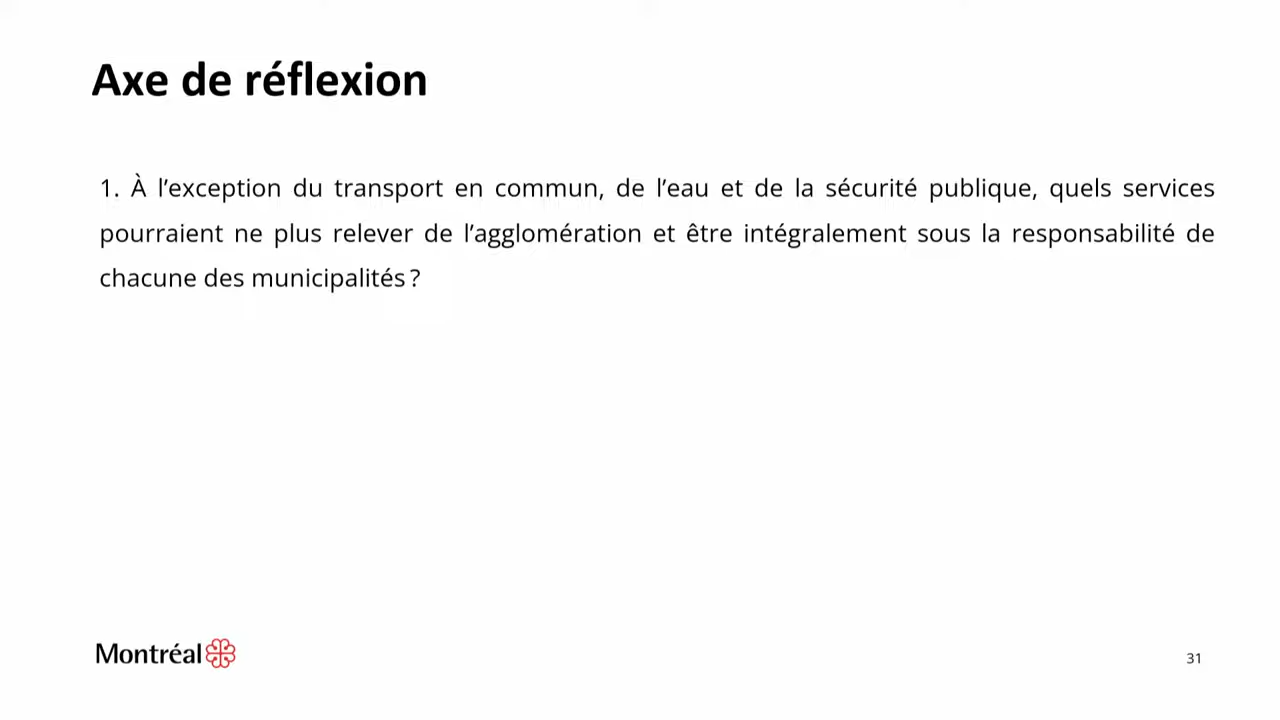 Axe de réflexion
1. À l’exception du transport en commun, de l’eau et de la sécurité publique, quels services
pourraient ne plus relever de l’agglomération et être intégralement sous la responsabilité de
chacune des municipalités ?
Montréal
31